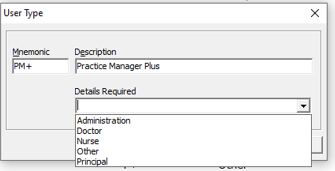 User Type
Mnemonic Description
PM+ Practice Manager Plus
Details Required
Administration
Doctor
Nurse
Other
Principal